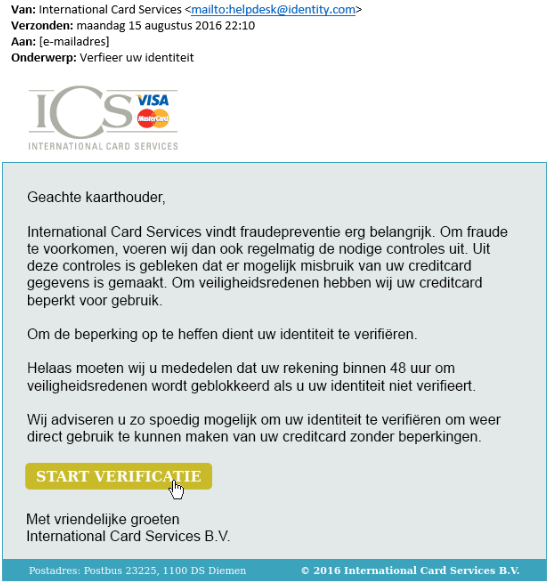 Van: International Card Services <mailto:helpdesk@identity.com>
Verzonden: maandag 15 augustus 2016 22:10
Aan: [e-mailadres]
Onderwerp: Verfieer uw identiteit
ICS VISA
MasterCard
INTERNATIONAL CARD SERVICES
Geachte kaarthouder,
International Card Services vindt fraudepreventie erg belangrijk. Om fraude
te voorkomen, voeren wij dan ook regelmatig de nodige controles uit. Uit
deze controles is gebleken dat er mogelijk misbruik van uw creditcard
gegevens is gemaakt. Om veiligheidsredenen hebben wij uw creditcard
beperkt voor gebruik.
Om de beperking op te heffen dient uw identiteit te verifiëren.
Helaas moeten wij u mededelen dat uw rekening binnen 48 uur om
veiligheidsredenen wordt geblokkeerd als u uw identiteit niet verifieert.
Wij adviseren u zo spoedig mogelijk om uw identiteit te verifiëren om weer
direct gebruik te kunnen maken van uw creditcard zonder beperkingen.
START VERIFICATIE
Met vriendelijke groeten
International Card Services B.V.
Postadres: Postbus 23225, 1100 DS Diemen © 2016 International Card Services B.V.